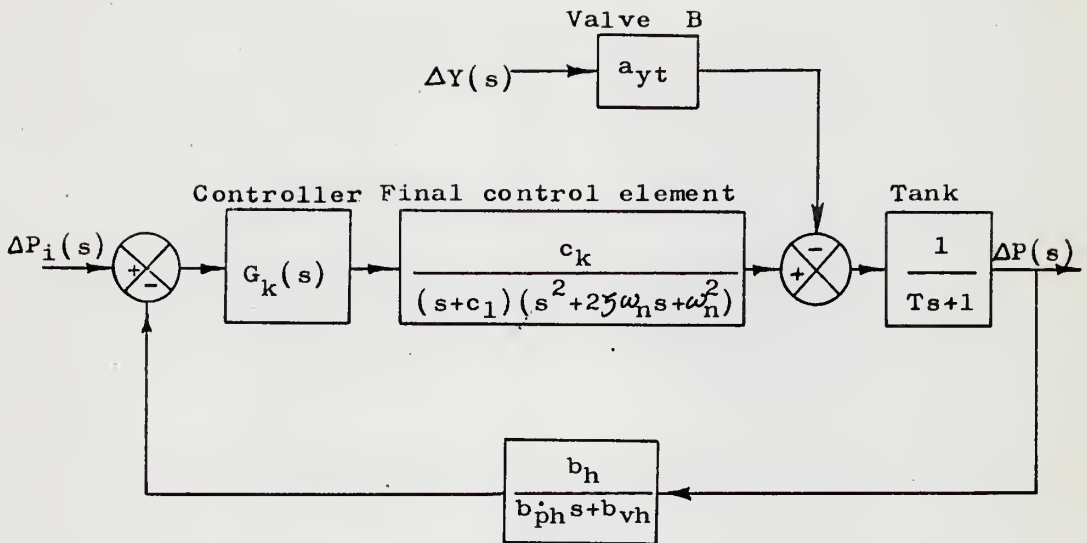 Valve B
ΔY(s)
a_yt
Controller Final control element
Tank
ΔP_i(s)
+
-
G_k(s)
c_k
(s+c_1)(s^2+2ζω_n s+ω_n^2)
-
+
1
Ts+1
ΔP(s)
b_h
b_ṗh s+b_vh